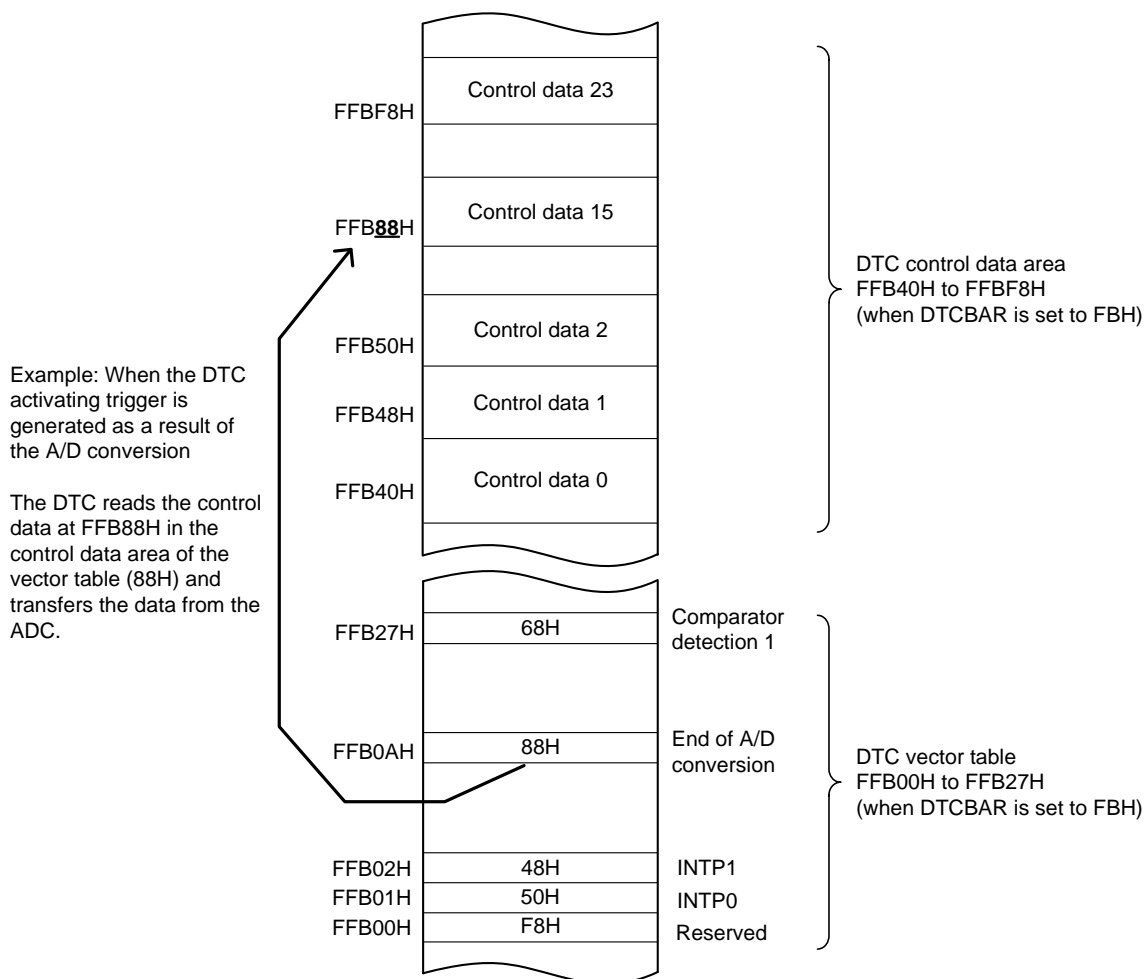 Control data 23
FFBF8H
Control data 15
FFB88H
DTC control data area
FFB40H to FFBF8H
(when DTCBAR is set to FBH)
Control data 2
FFB50H
Control data 1
FFB48H
Control data 0
FFB40H
Example: When the DTC
activating trigger is
generated as a result of
the A/D conversion
The DTC reads the control
data at FFB88H in the
control data area of the
vector table (88H) and
transfers the data from the
ADC.
FFB27H
68H
Comparator
detection 1
FFB0AH
88H
End of A/D
conversion
DTC vector table
FFB00H to FFB27H
(when DTCBAR is set to FBH)
FFB02H
48H
INTP1
FFB01H
50H
INTP0
FFB00H
F8H
Reserved